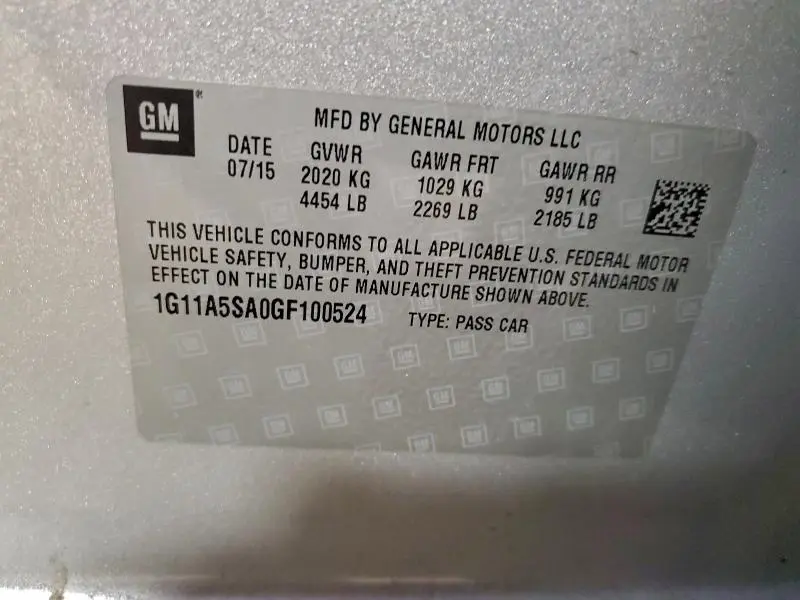 GM
MFD BY GENERAL MOTORS LLC
DATE GVWR GAWR FRT GAWR RR
07/15 2020 KG 1029 KG 991 KG
4454 LB 2269 LB 2185 LB
THIS VEHICLE CONFORMS TO ALL APPLICABLE U.S. FEDERAL MOTOR
VEHICLE SAFETY, BUMPER, AND THEFT PREVENTION STANDARDS IN
EFFECT ON THE DATE OF MANUFACTURE SHOWN ABOVE.
1G11A5SA0GF100524 TYPE: PASS CAR